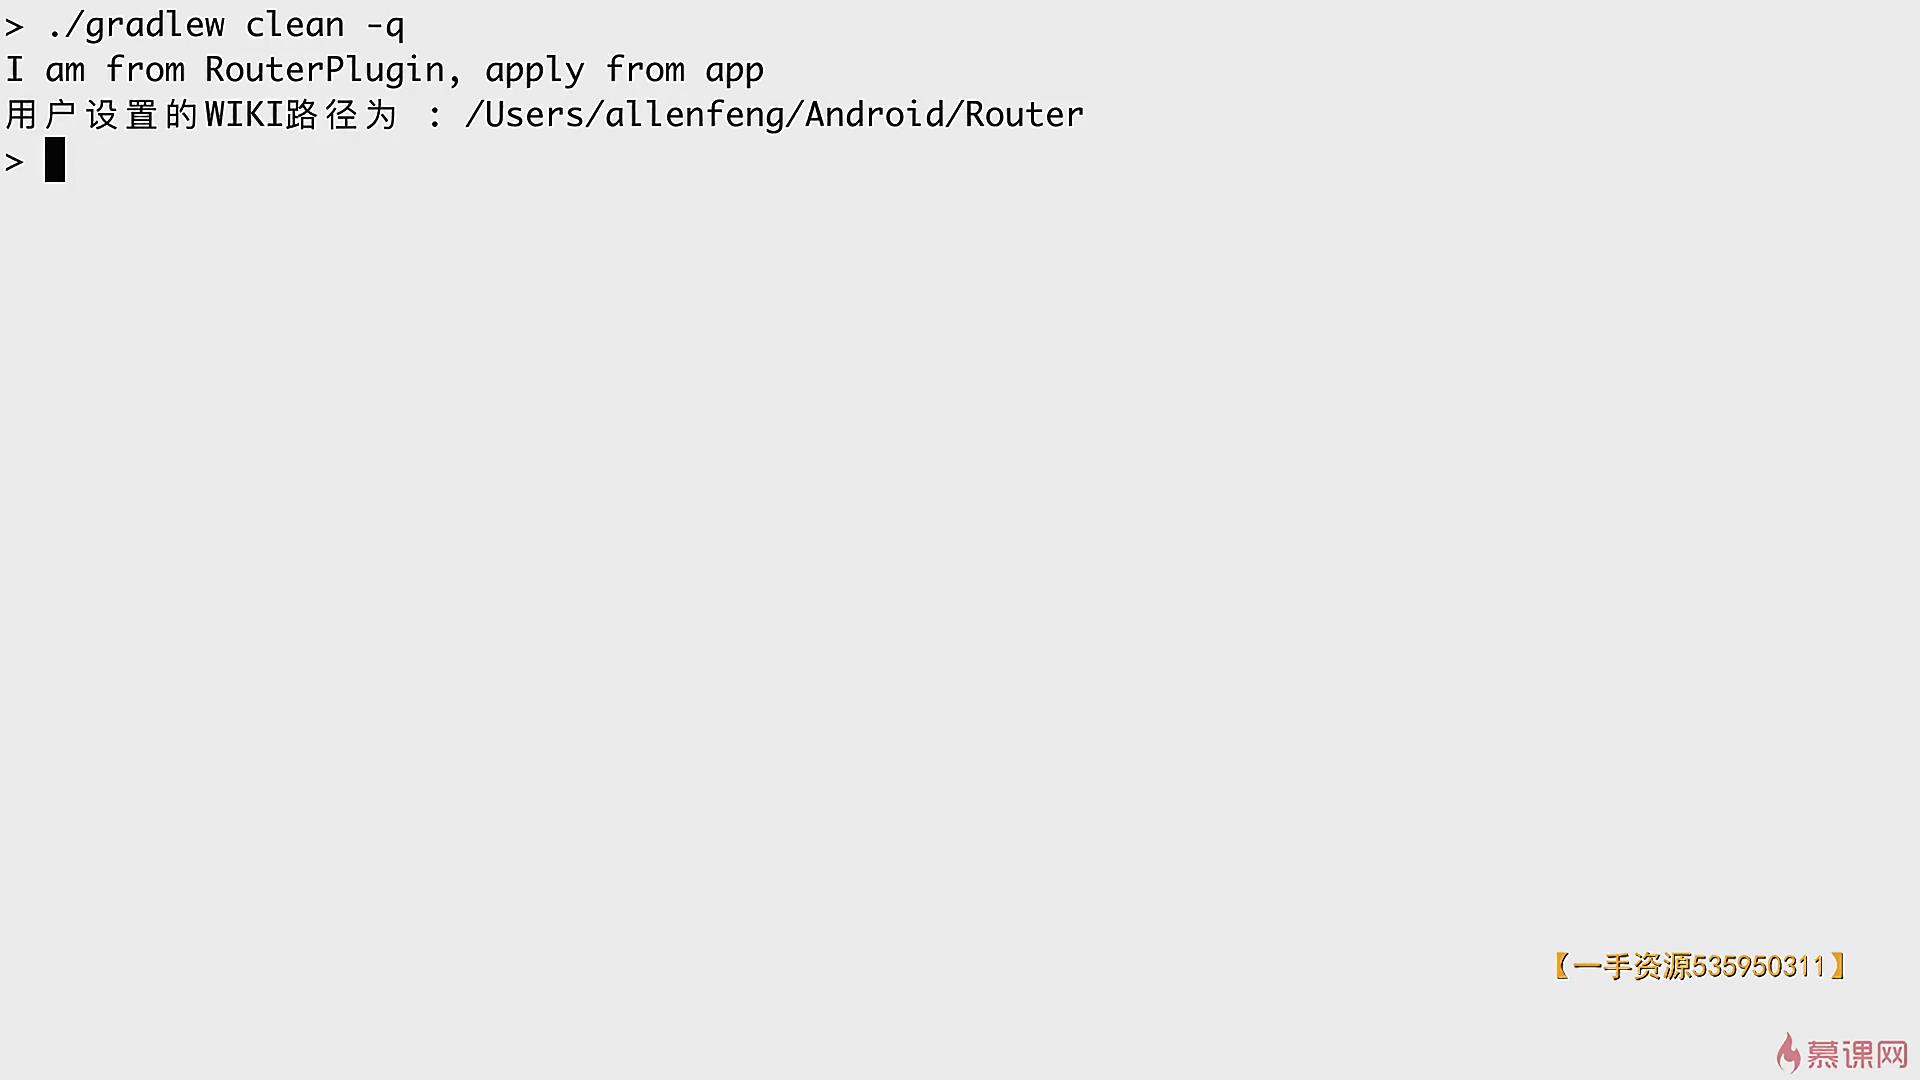 > ./gradlew clean -q
I am from RouterPlugin, apply from app
用户设置的WIKI路径为 : /Users/allenfeng/Android/Router
>
【一手资源535950311】
慕课网